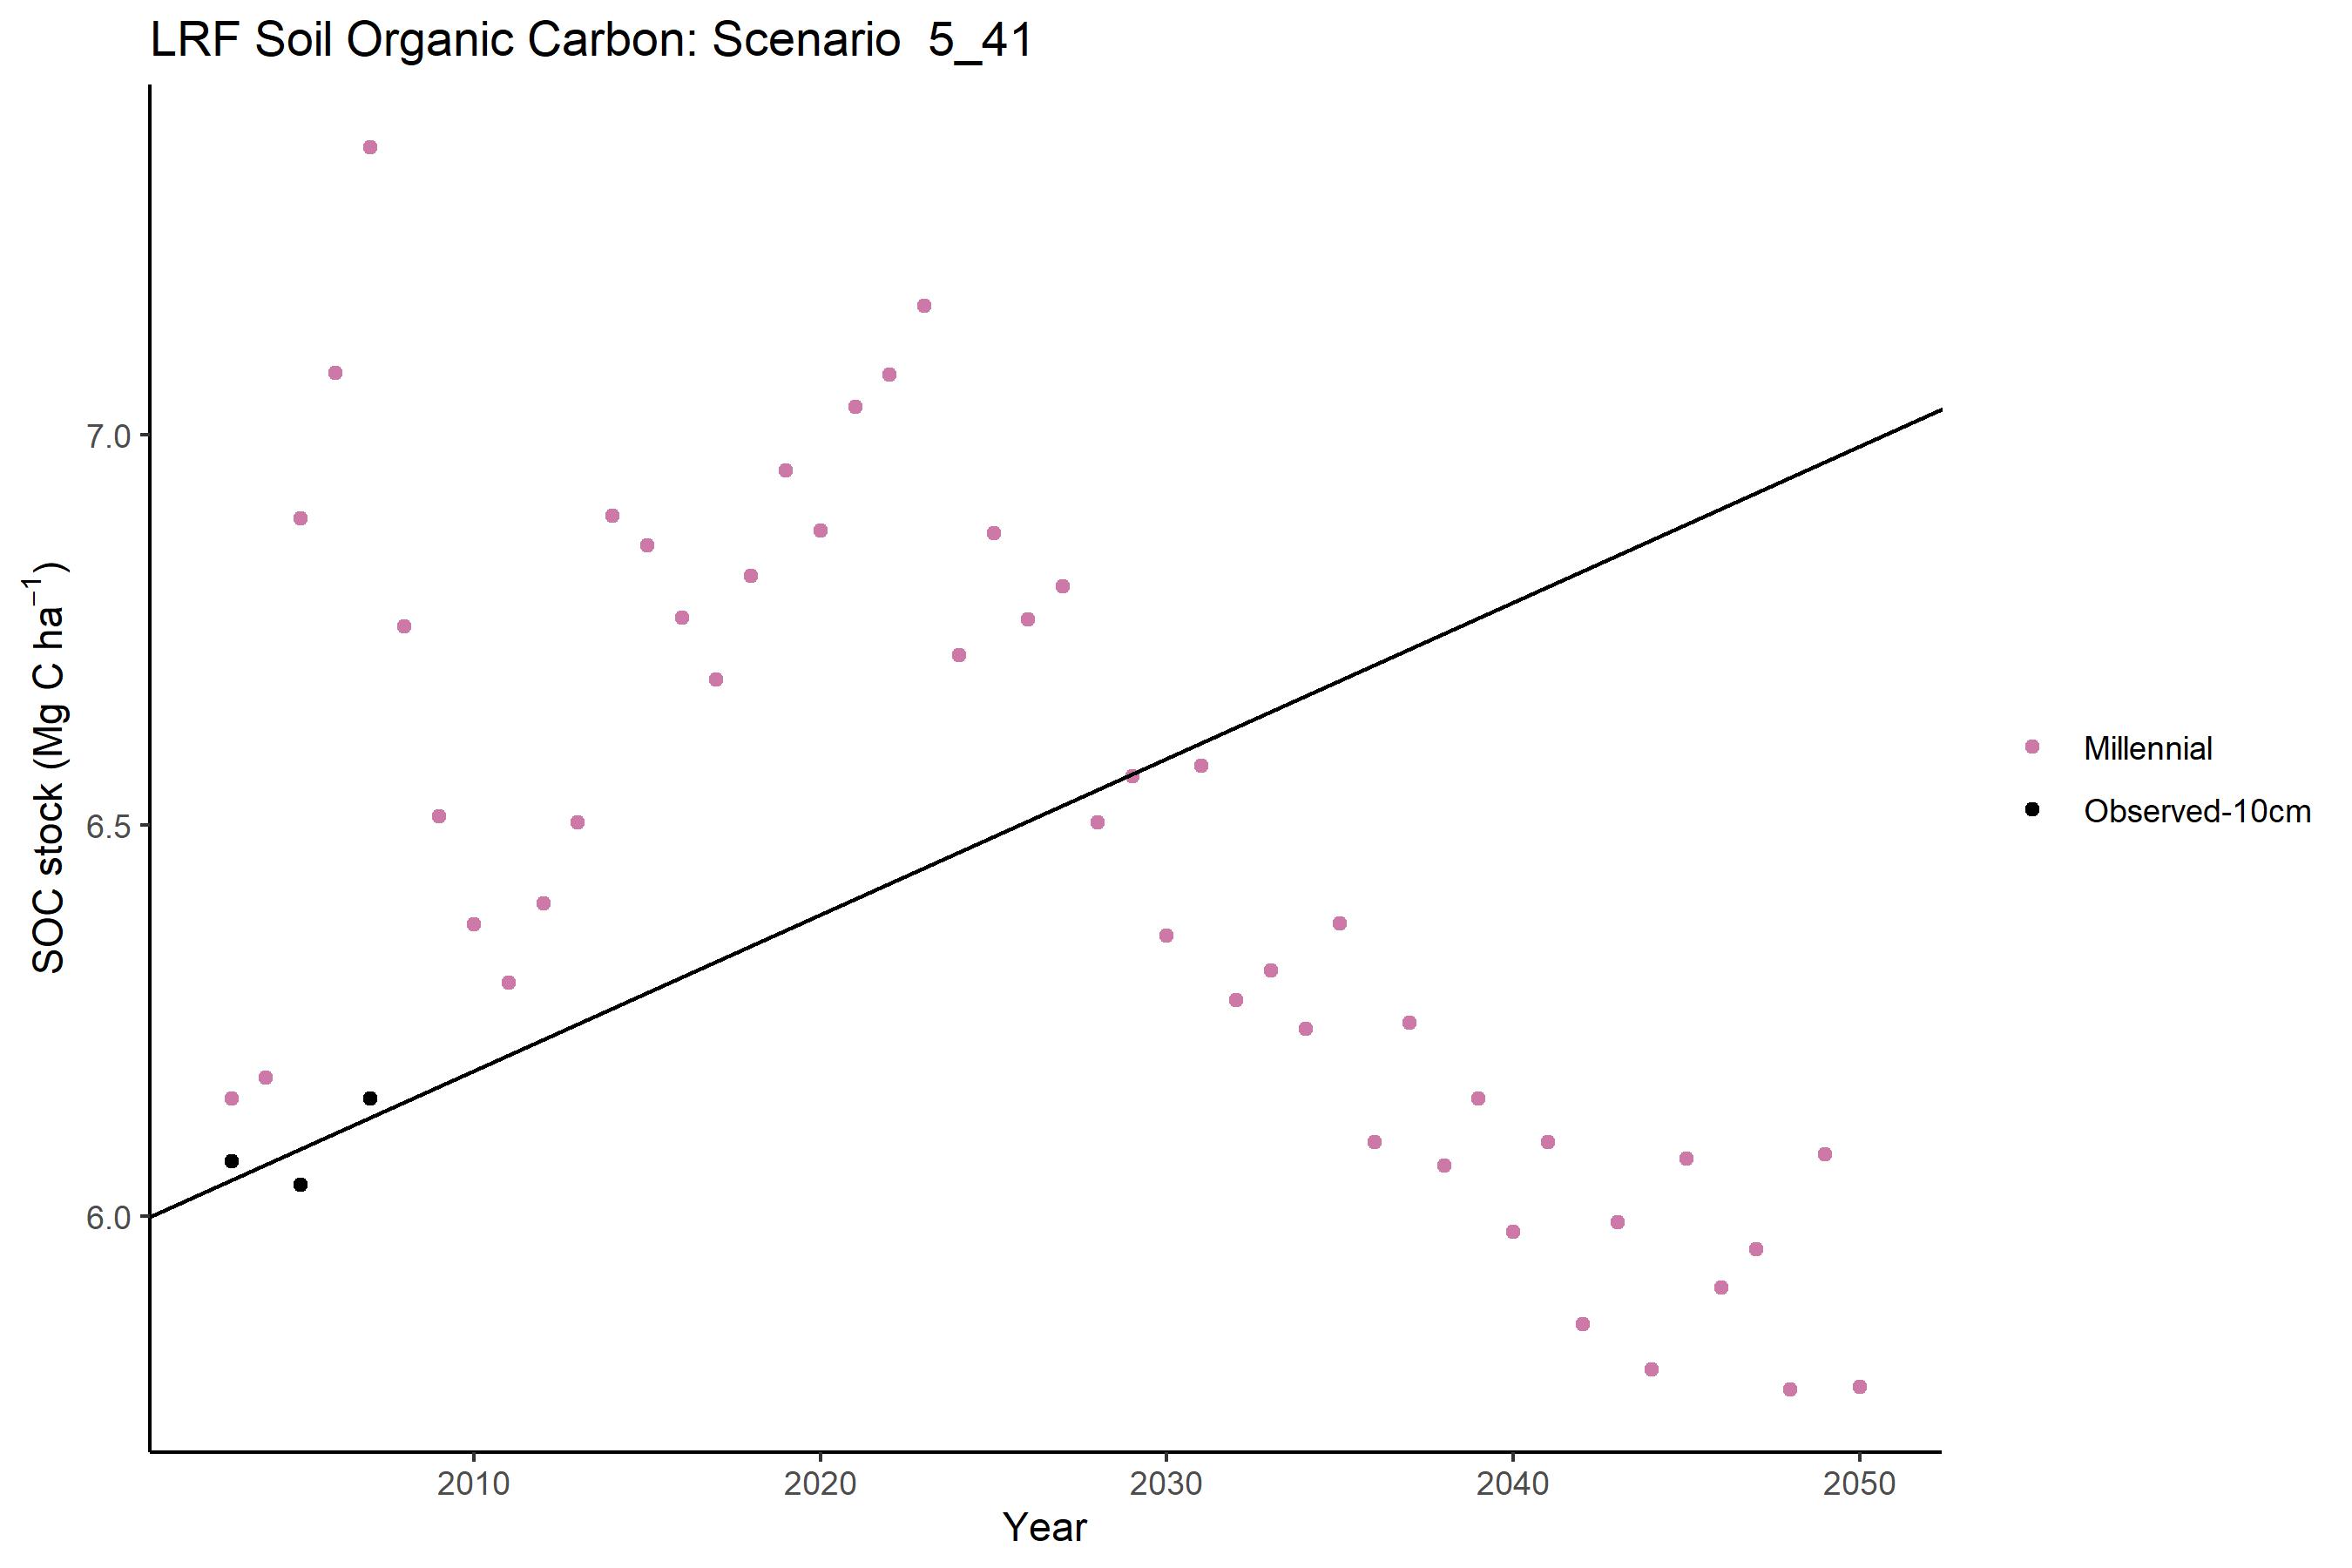 LRF Soil Organic Carbon: Scenario  5_41
SOC stock (Mg C ha⁻¹)
7.0
6.5
6.0
2010
2020
2030
2040
2050
Year
Millennial
Observed-10cm